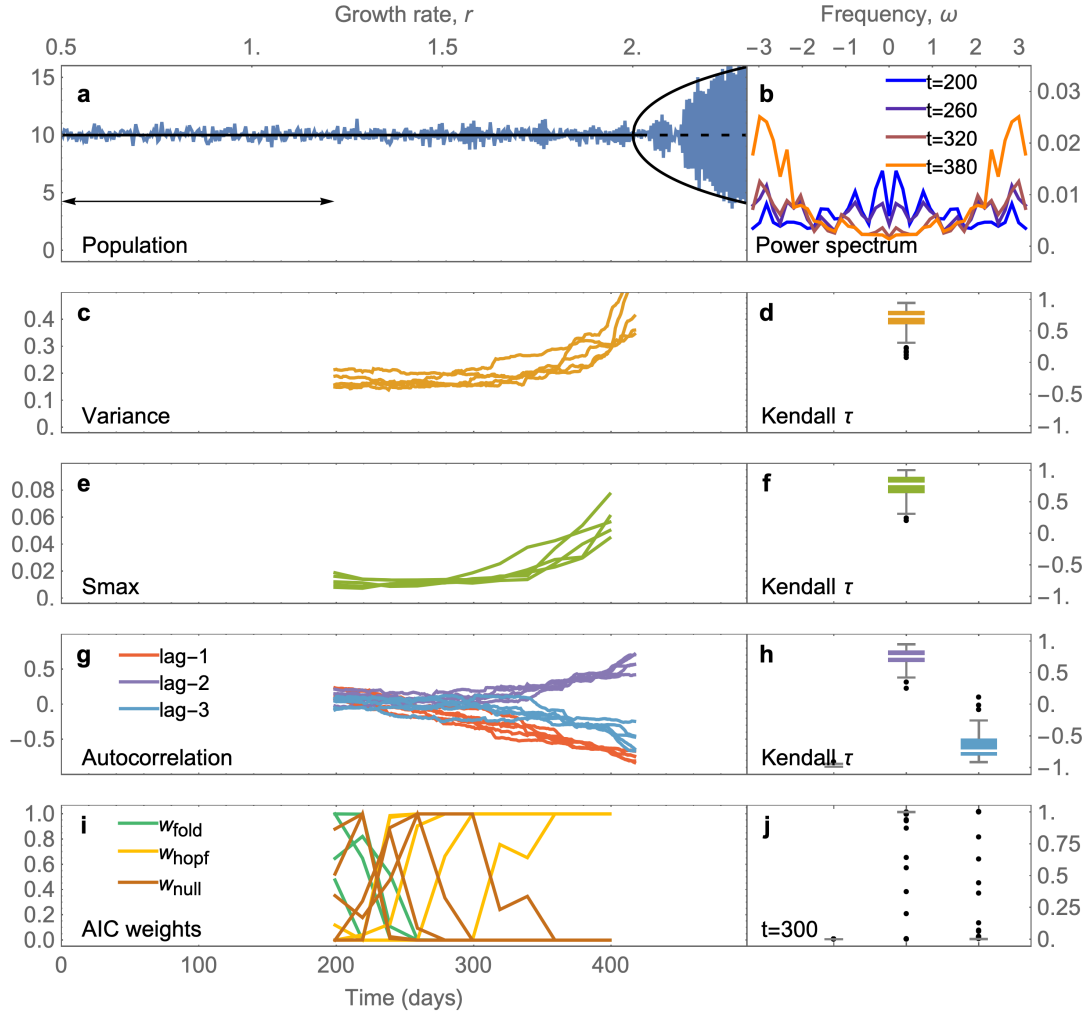 Growth rate, r
Frequency, ω
0.5 1. 1.5 2.
−3 −2 −1 0 1 2 3
a
15
10
5
0
Population
b
t=200
t=260
t=320
t=380
0.03
0.02
0.01
0.
Power spectrum
c
0.4
0.3
0.2
0.1
0.
Variance
d
1.
0.5
0.
−0.5
−1.
Kendall τ
e
0.08
0.06
0.04
0.02
0.
Smax
f
1.
0.5
0.
−0.5
−1.
Kendall τ
g
lag−1
lag−2
lag−3
0.5
0.
−0.5
Autocorrelation
h
1.
0.5
0.
−0.5
−1.
Kendall τ
i
wfold
whopf
wnull
1.0
0.8
0.6
0.4
0.2
0.0
AIC weights
j
1.
0.75
0.5
0.25
0.
t=300
0 200 300 400
Time (days)